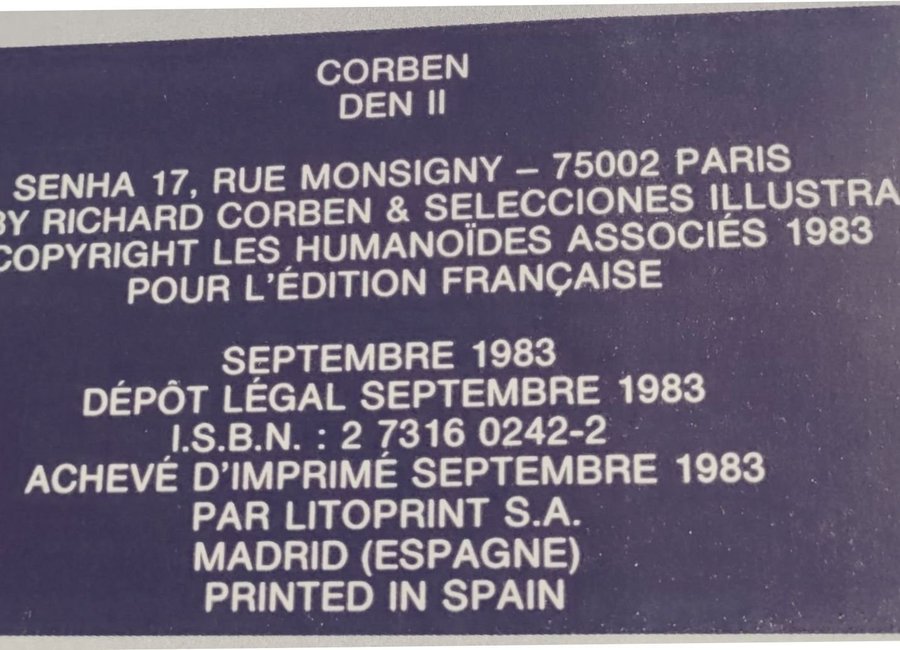 CORBEN
DEN II
SENHA 17, RUE MONSIGNY – 75002 PARIS
BY RICHARD CORBEN & SELECCIONES ILLUSTRA
COPYRIGHT LES HUMANOÏDES ASSOCIÉS 1983
POUR L'ÉDITION FRANÇAISE
SEPTEMBRE 1983
DÉPÔT LÉGAL SEPTEMBRE 1983
I.S.B.N. : 2 7316 0242-2
ACHEVÉ D'IMPRIMÉ SEPTEMBRE 1983
PAR LITOPRINT S.A.
MADRID (ESPAGNE)
PRINTED IN SPAIN